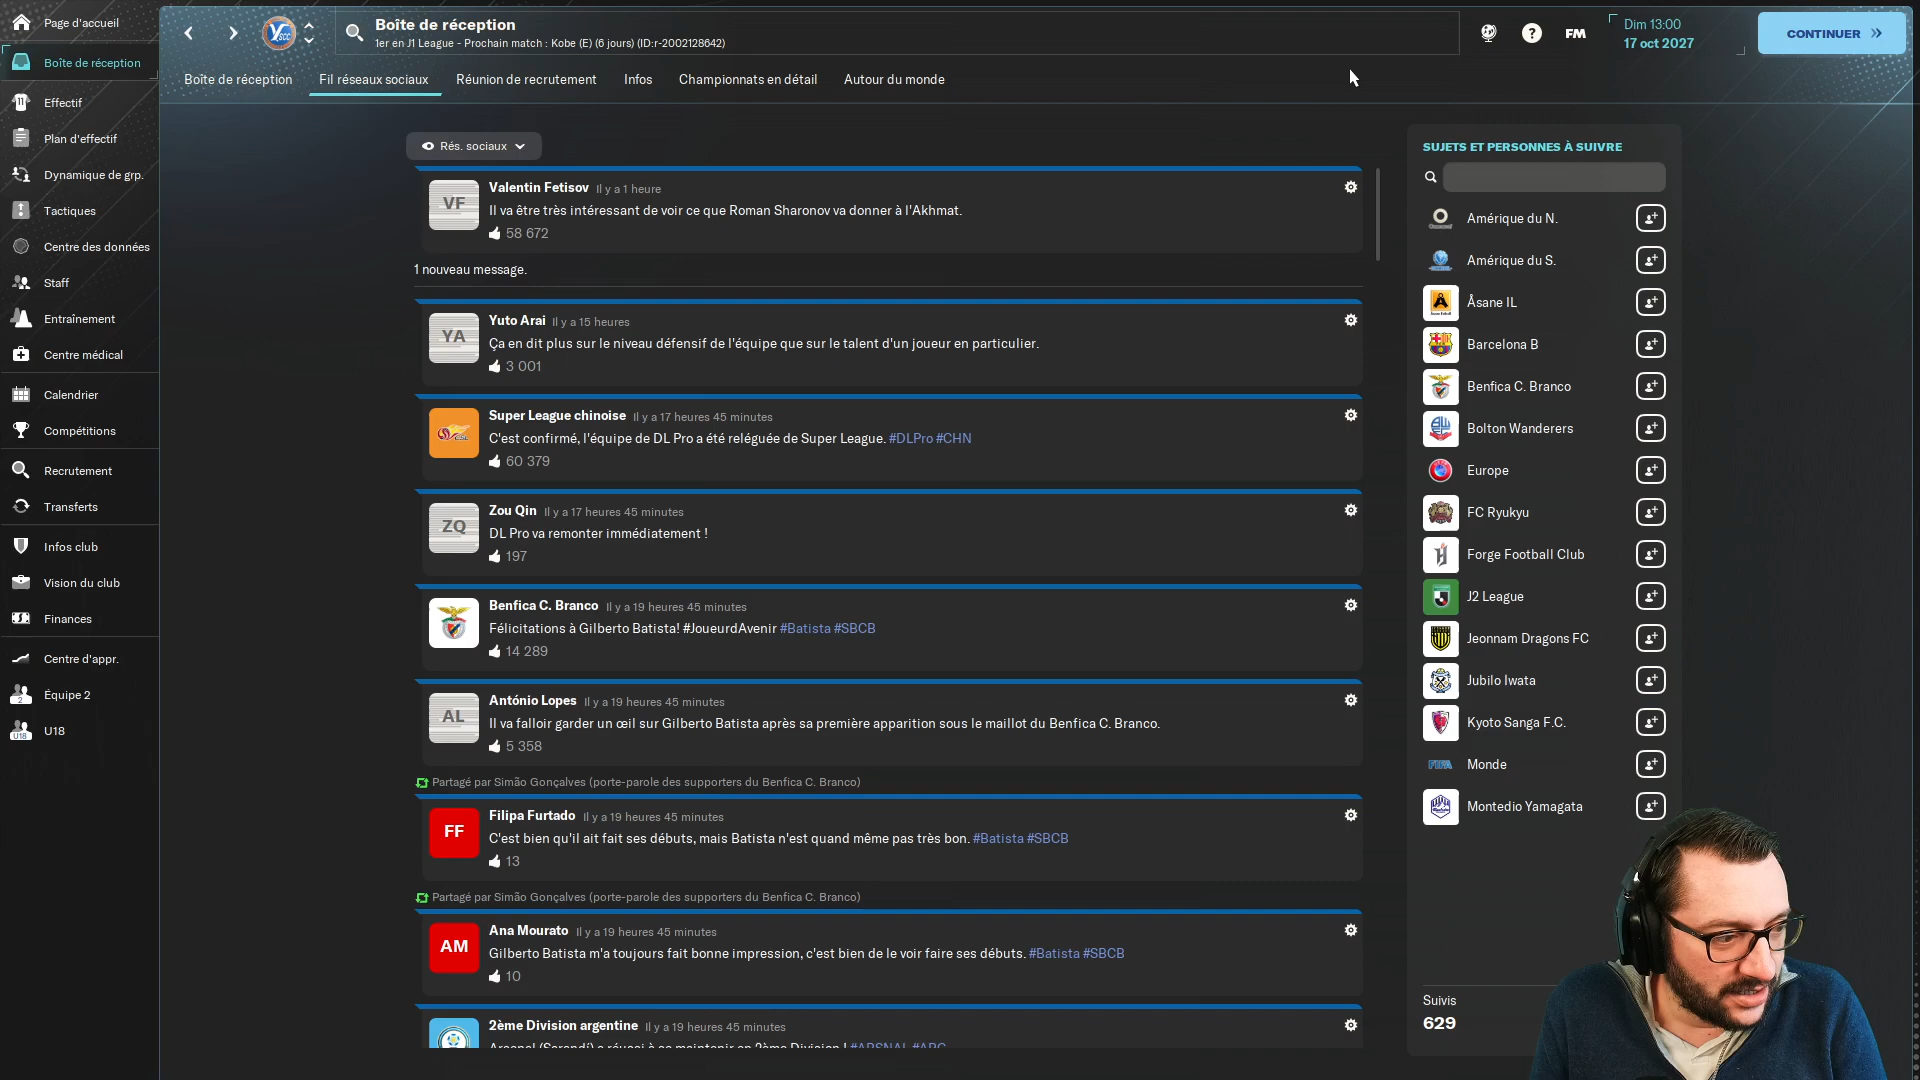 Page d'accueil
Boîte de réception
Effectif
Plan d'effectif
Dynamique de grp.
Tactiques
Centre des données
Staff
Entraînement
Centre médical
Calendrier
Compétitions
Recrutement
Transferts
Infos club
Vision du club
Finances
Centre d'appr.
Équipe 2
U18
Boîte de réception
1er en J1 League - Prochain match : Kobe (E) (6 jours) (ID:r-2002128642)
FM
Dim 13:00
17 oct 2027
CONTINUER
Boîte de réception
Fil réseaux sociaux
Réunion de recrutement
Infos
Championnats en détail
Autour du monde
Rés. sociaux
VF
Valentin Fetisov Il y a 1 heure
Il va être très intéressant de voir ce que Roman Sharonov va donner à l'Akhmat.
58 672
1 nouveau message.
YA
Yuto Arai Il y a 15 heures
Ça en dit plus sur le niveau défensif de l'équipe que sur le talent d'un joueur en particulier.
3 001
Super League chinoise Il y a 17 heures 45 minutes
C'est confirmé, l'équipe de DL Pro a été reléguée de Super League. #DLPro #CHN
60 379
ZQ
Zou Qin Il y a 17 heures 45 minutes
DL Pro va remonter immédiatement !
197
Benfica C. Branco Il y a 19 heures 45 minutes
Félicitations à Gilberto Batista! #JoueurdAvenir #Batista #SBCB
14 289
AL
António Lopes Il y a 19 heures 45 minutes
Il va falloir garder un œil sur Gilberto Batista après sa première apparition sous le maillot du Benfica C. Branco.
5 358
Partagé par Simão Gonçalves (porte-parole des supporters du Benfica C. Branco)
FF
Filipa Furtado Il y a 19 heures 45 minutes
C'est bien qu'il ait fait ses débuts, mais Batista n'est quand même pas très bon. #Batista #SBCB
13
Partagé par Simão Gonçalves (porte-parole des supporters du Benfica C. Branco)
AM
Ana Mourato Il y a 19 heures 45 minutes
Gilberto Batista m'a toujours fait bonne impression, c'est bien de le voir faire ses débuts. #Batista #SBCB
10
2ème Division argentine Il y a 19 heures 45 minutes
Arsenal (Sarandí) a réussi à se maintenir en 2ème Division ! #ARSNAL #ARG
SUJETS ET PERSONNES À SUIVRE
Amérique du N.
Amérique du S.
Åsane IL
Barcelona B
Benfica C. Branco
Bolton Wanderers
Europe
FC Ryukyu
Forge Football Club
J2 League
Jeonnam Dragons FC
Jubilo Iwata
Kyoto Sanga F.C.
Monde
Montedio Yamagata
Suivis
629